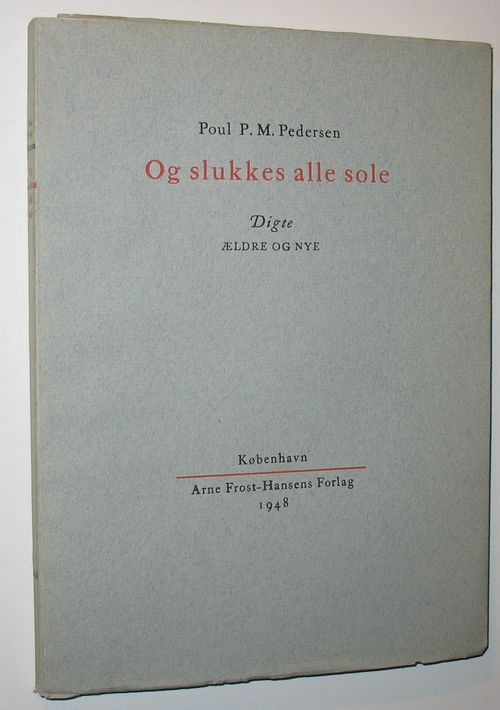 Poul P. M. Pedersen
Og slukkes alle sole
Digte
ÆLDRE OG NYE
København
Arne Frost-Hansens Forlag
1948